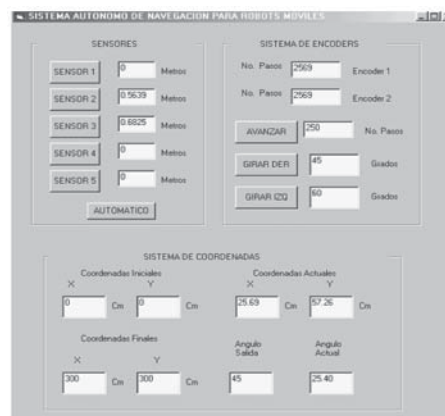 SISTEMA AUTONOMO DE NAVEGACION PARA ROBOTS MOVILES
SENSORES
SENSOR 1 0 Metros
SENSOR 2 0.5639 Metros
SENSOR 3 0.6825 Metros
SENSOR 4 0 Metros
SENSOR 5 0 Metros
AUTOMATICO
SISTEMA DE ENCODERS
No. Pasos 2569 Encoder 1
No. Pasos 2569 Encoder 2
AVANZAR 250 No. Pasos
GIRAR DER 45 Grados
GIRAR IZQ 60 Grados
SISTEMA DE COORDENADAS
Coordenadas Iniciales
X Y
0 Cm 0 Cm
Coordenadas Actuales
X Y
25.69 Cm 57.26 Cm
Coordenadas Finales
X Y
300 Cm 300 Cm
Angulo Salida
45
Angulo Actual
25.40